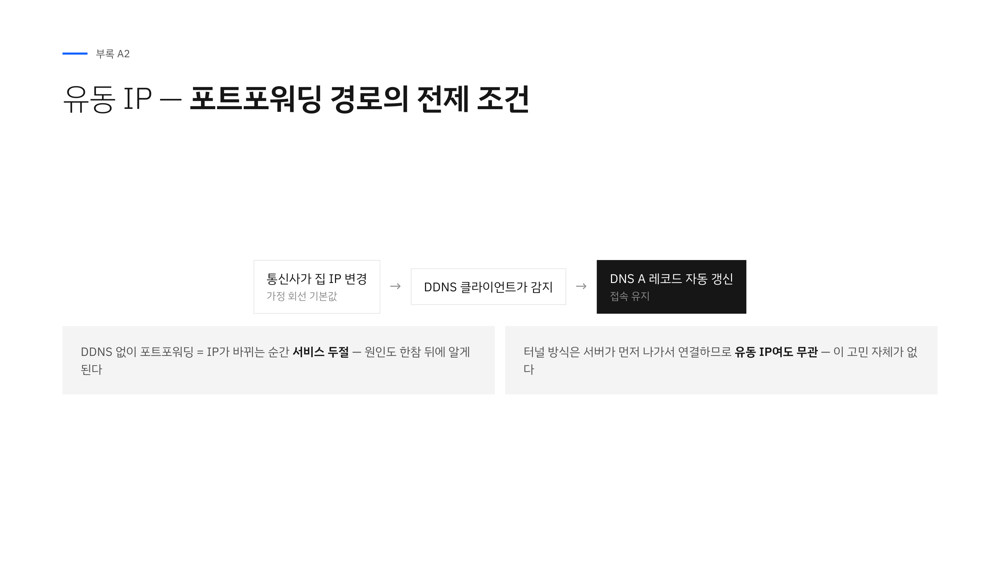 부록 A2
유동 IP — 포트포워딩 경로의 전제 조건
통신사가 집 IP 변경
가정 회선 기본값
→
DDNS 클라이언트가 감지
→
DNS A 레코드 자동 갱신
접속 유지
DDNS 없이 포트포워딩 = IP가 바뀌는 순간 서비스 두절 — 원인도 한참 뒤에 알게
된다
터널 방식은 서버가 먼저 나가서 연결하므로 유동 IP여도 무관 — 이 고민 자체가 없
다